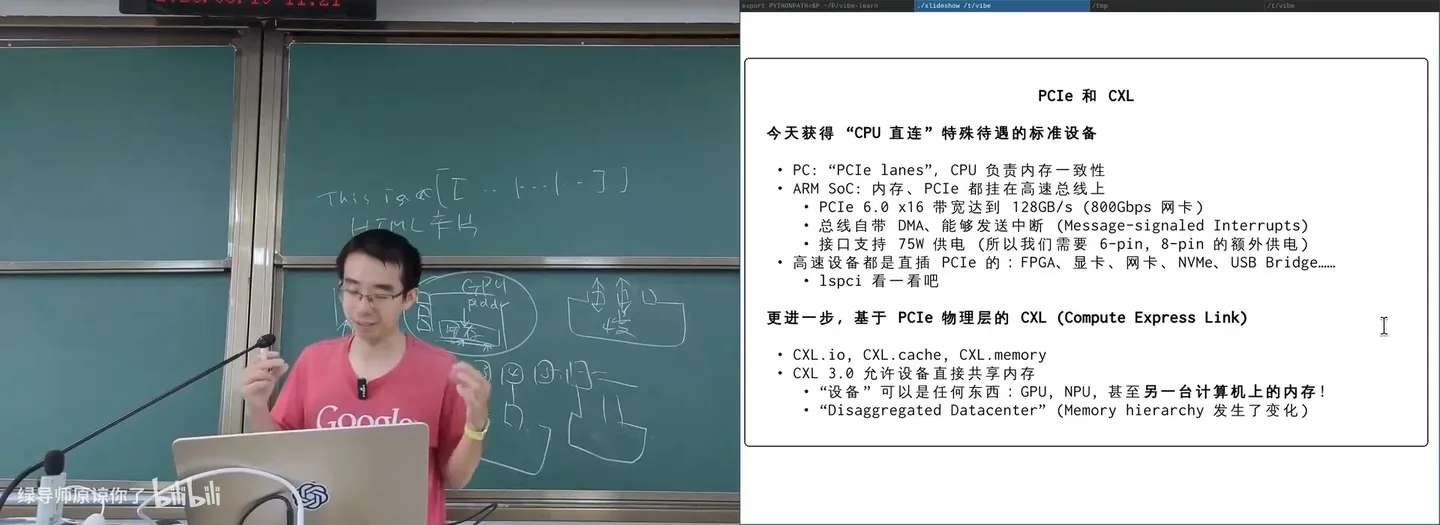 11:21
This is a [[ ... |...|... ] ]
HTML 卡片
GPU
Google
绿导师原谅你了 bilibili
export PYTHONPATH=$P ~/P/vibe-learn
./slideshow /t/vibe
/tmp
/t/vibe
PCIe 和 CXL
今天获得 “CPU 直连” 特殊待遇的标准设备
• PC: “PCIe lanes”, CPU 负责内存一致性
• ARM SoC: 内存、PCIe 都挂在高速总线上
• PCIe 6.0 x16 带宽达到 128GB/s (800Gbps 网卡)
• 总线自带 DMA、能够发送中断 (Message-signaled Interrupts)
• 接口支持 75W 供电 (所以我们需要 6-pin, 8-pin 的额外供电)
• 高速设备都是直插 PCIe 的：FPGA、显卡、网卡、NVMe、USB Bridge……
• lspci 看一看吧
更进一步, 基于 PCIe 物理层的 CXL (Compute Express Link)
• CXL.io, CXL.cache, CXL.memory
• CXL 3.0 允许设备直接共享内存
• “设备” 可以是任何东西：GPU, NPU, 甚至另一台计算机上的内存!
• “Disaggregated Datacenter” (Memory hierarchy 发生了变化)